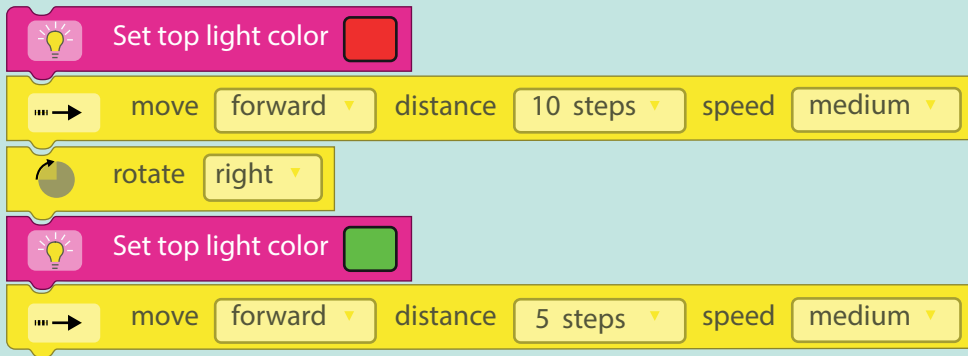 Set top light color
move forward distance 10 steps speed medium
rotate right
Set top light color
move forward distance 5 steps speed medium